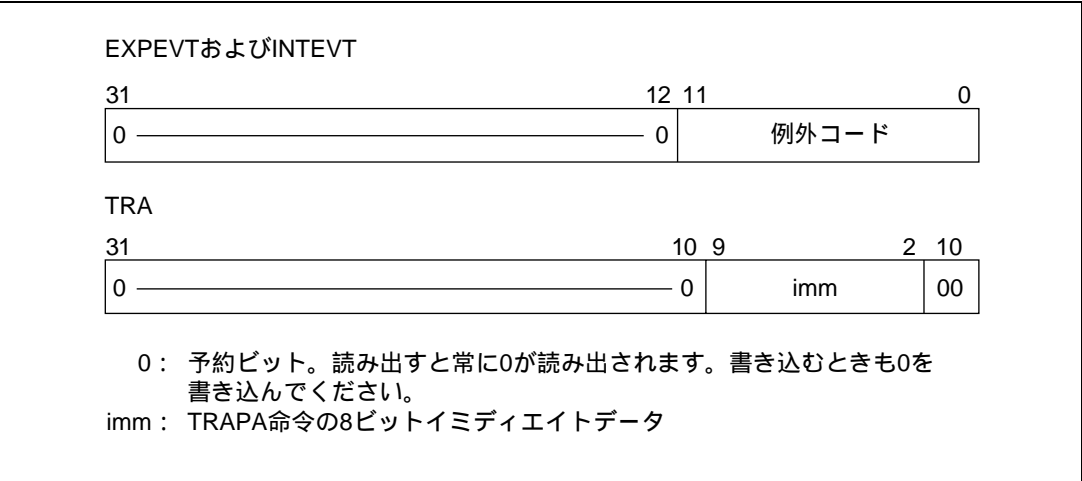 EXPEVTおよびINTEVT
31 12 11 0
0 0 例外コード
TRA
31 10 9 2 10
0 0 imm 00
0： 予約ビット。読み出すと常に0が読み出されます。書き込むときも0を
書き込んでください。
imm： TRAPA命令の8ビットイミディエイトデータ